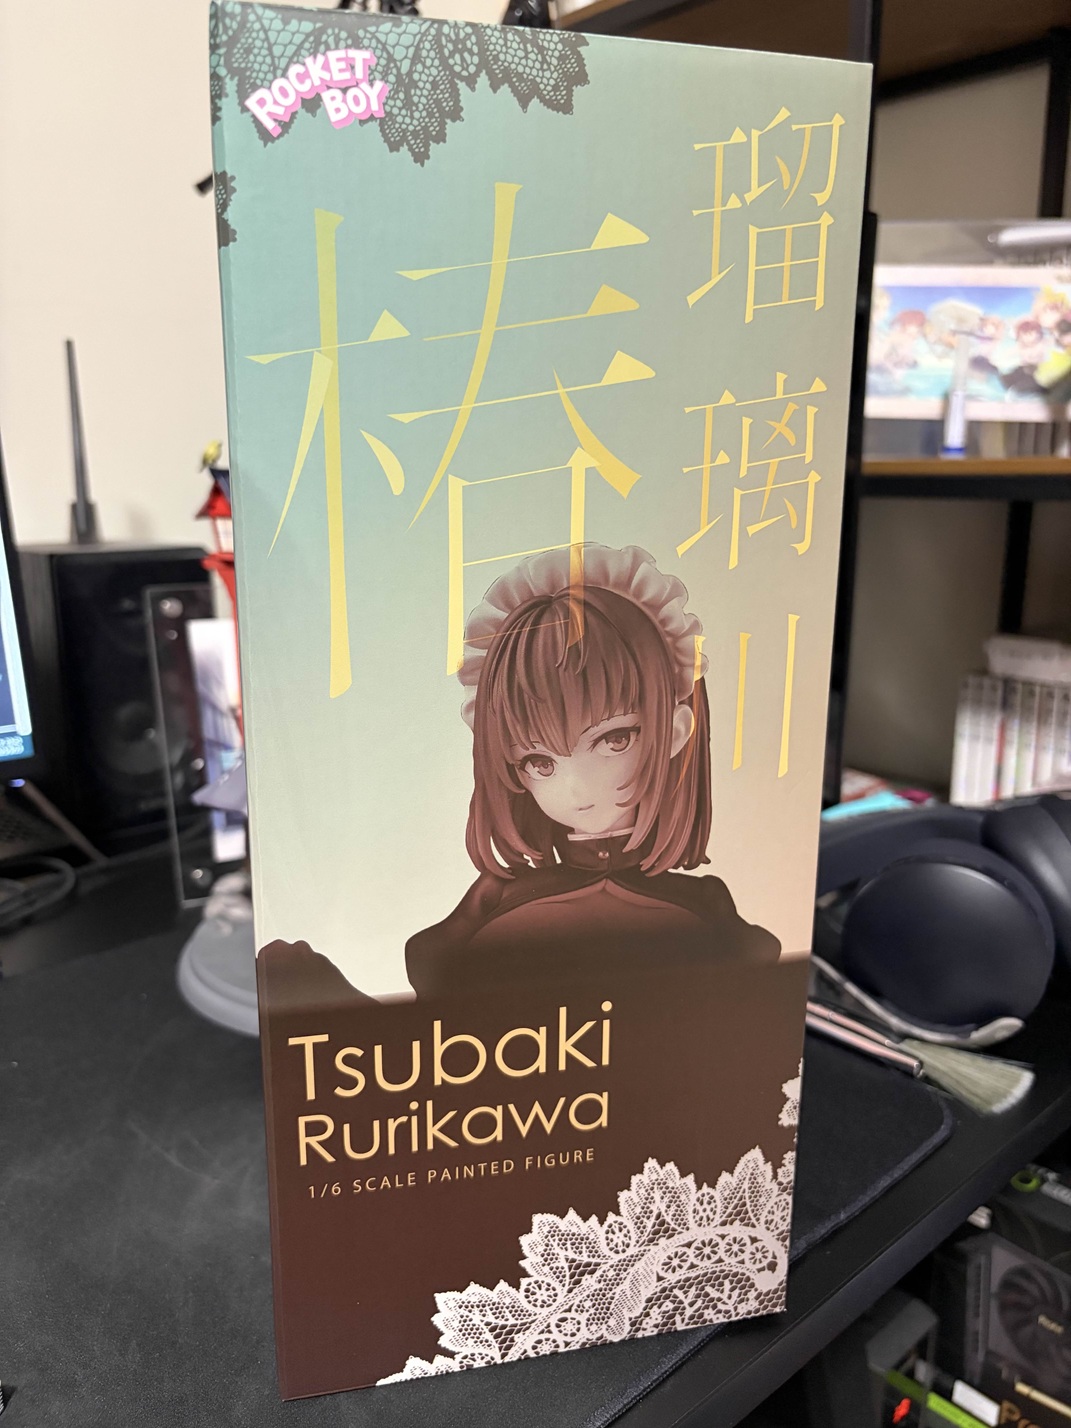 ROCKET
BOY
瑠璃川
椿
Tsubaki
Rurikawa
1/6 SCALE PAINTED FIGURE